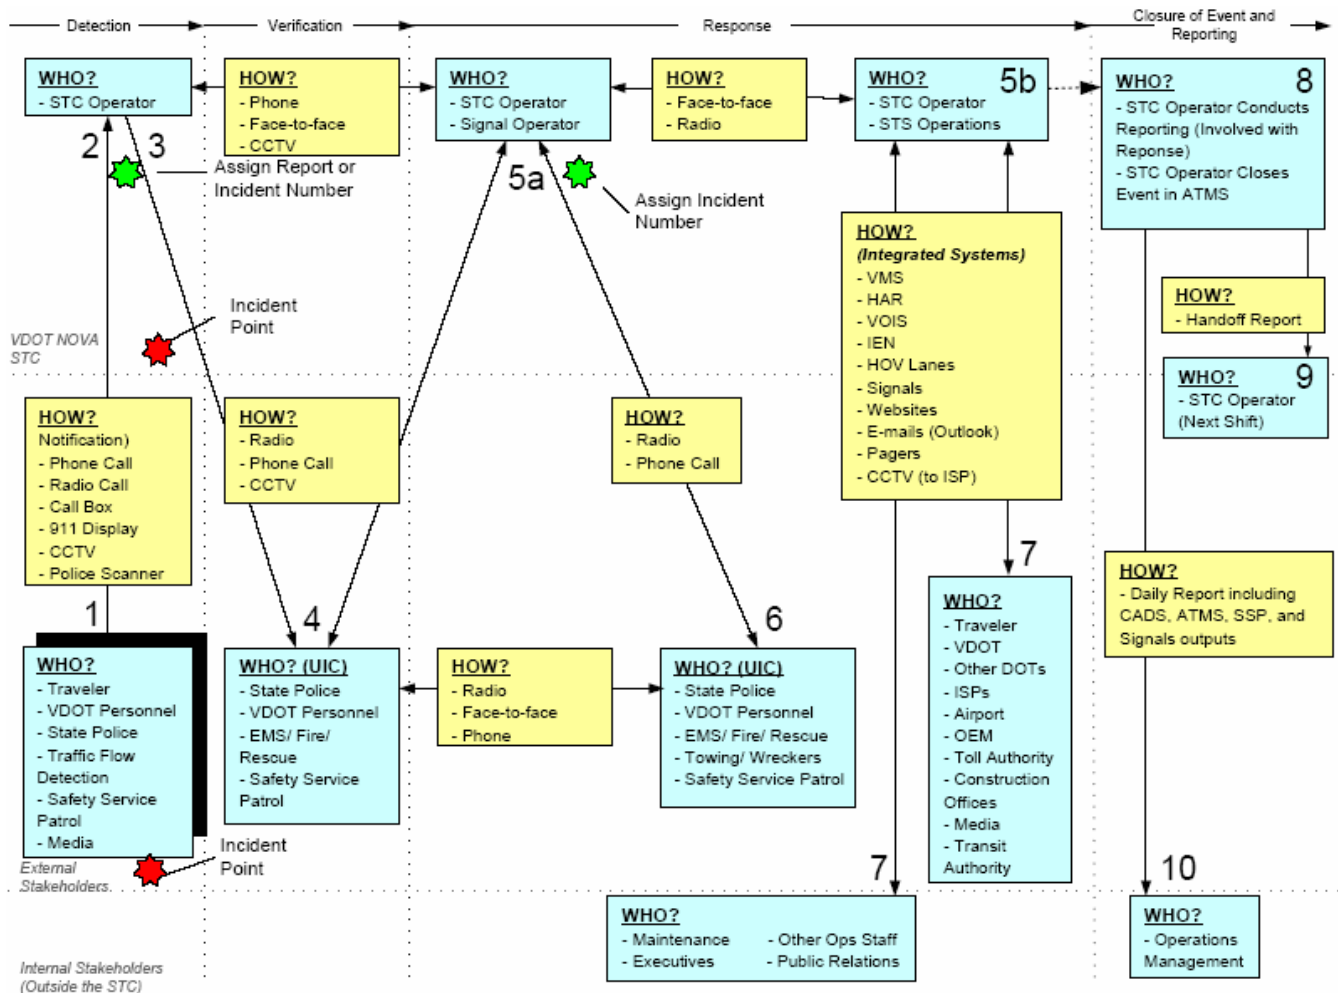 Detection
Verification
Response
Closure of Event and
Reporting
WHO?
- STC Operator
HOW?
- Phone
- Face-to-face
- CCTV
WHO?
- STC Operator
- Signal Operator
HOW?
- Face-to-face
- Radio
WHO?
- STC Operator
- STS Operations
5b
WHO?
8
- STC Operator Conducts
Reporting (Involved with
Reponse)
- STC Operator Closes
Event in ATMS
2
3
Assign Report or
Incident Number
5a
Assign Incident
Number
Incident
Point
VDOT NOVA
STC
HOW?
(Integrated Systems)
- VMS
- HAR
- VOIS
- IEN
- HOV Lanes
- Signals
- Websites
- E-mails (Outlook)
- Pagers
- CCTV (to ISP)
HOW?
- Handoff Report
WHO?
9
- STC Operator
(Next Shift)
HOW?
Notification)
- Phone Call
- Radio Call
- Call Box
- 911 Display
- CCTV
- Police Scanner
HOW?
- Radio
- Phone Call
- CCTV
HOW?
- Radio
- Phone Call
1
4
6
7
WHO?
- Traveler
- VDOT Personnel
- State Police
- Traffic Flow
Detection
- Safety Service
Patrol
- Media
WHO? (UIC)
- State Police
- VDOT Personnel
- EMS/ Fire/
Rescue
- Safety Service
Patrol
HOW?
- Radio
- Face-to-face
- Phone
WHO? (UIC)
- State Police
- VDOT Personnel
- EMS/ Fire/ Rescue
- Towing/ Wreckers
- Safety Service Patrol
WHO?
- Traveler
- VDOT
- Other DOTs
- ISPs
- Airport
- OEM
- Toll Authority
- Construction
Offices
- Media
- Transit
Authority
HOW?
- Daily Report including
CADS, ATMS, SSP, and
Signals outputs
Incident
Point
External
Stakeholders
7
10
WHO?
- Maintenance
- Executives
- Other Ops Staff
- Public Relations
WHO?
- Operations
Management
Internal Stakeholders
(Outside the STC)